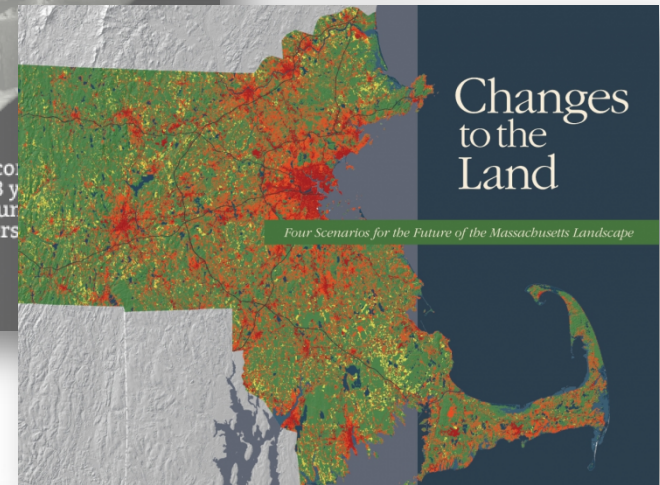 Changes
to the
Land
Four Scenarios for the Future of the Massachusetts Landscape